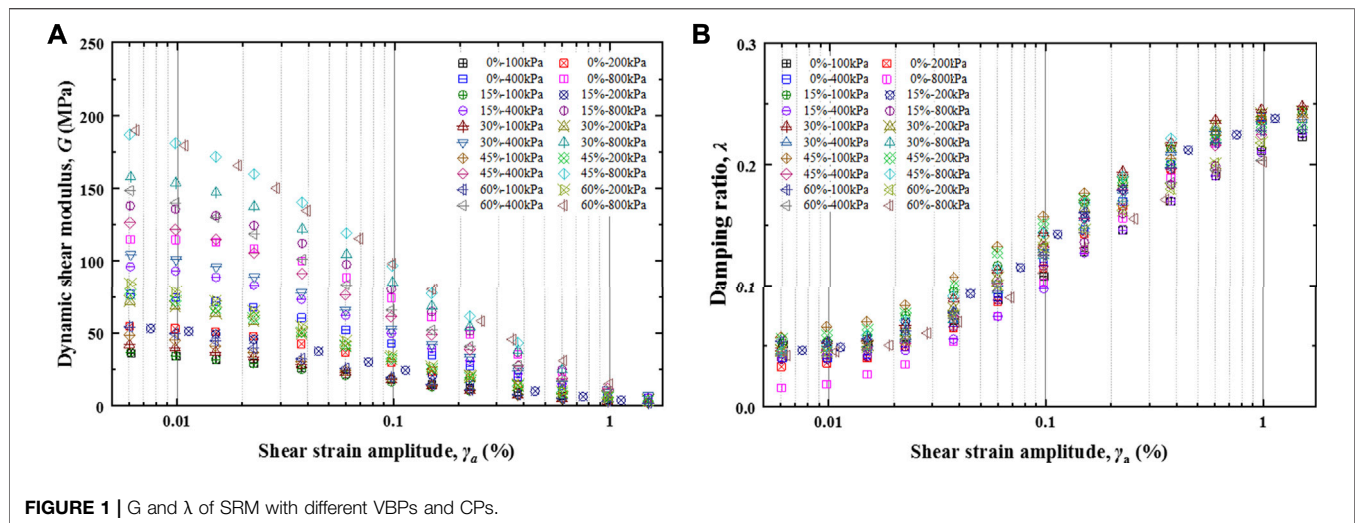 A
250
200
150
100
50
0
Dynamic shear modulus, G (MPa)
0%-100kPa 0%-200kPa
0%-400kPa 0%-800kPa
15%-100kPa 15%-200kPa
15%-400kPa 15%-800kPa
30%-100kPa 30%-200kPa
30%-400kPa 30%-800kPa
45%-100kPa 45%-200kPa
45%-400kPa 45%-800kPa
60%-100kPa 60%-200kPa
60%-400kPa 60%-800kPa
0.01 0.1 1
Shear strain amplitude, γa (%)
B
0.3
0.2
0.1
0.0
Damping ratio, λ
0%-100kPa 0%-200kPa
0%-400kPa 0%-800kPa
15%-100kPa 15%-200kPa
15%-400kPa 15%-800kPa
30%-100kPa 30%-200kPa
30%-400kPa 30%-800kPa
45%-100kPa 45%-200kPa
45%-400kPa 45%-800kPa
60%-100kPa 60%-200kPa
60%-400kPa 60%-800kPa
0.01 0.1 1
Shear strain amplitude, γa (%)
FIGURE 1 | G and λ of SRM with different VBPs and CPs.